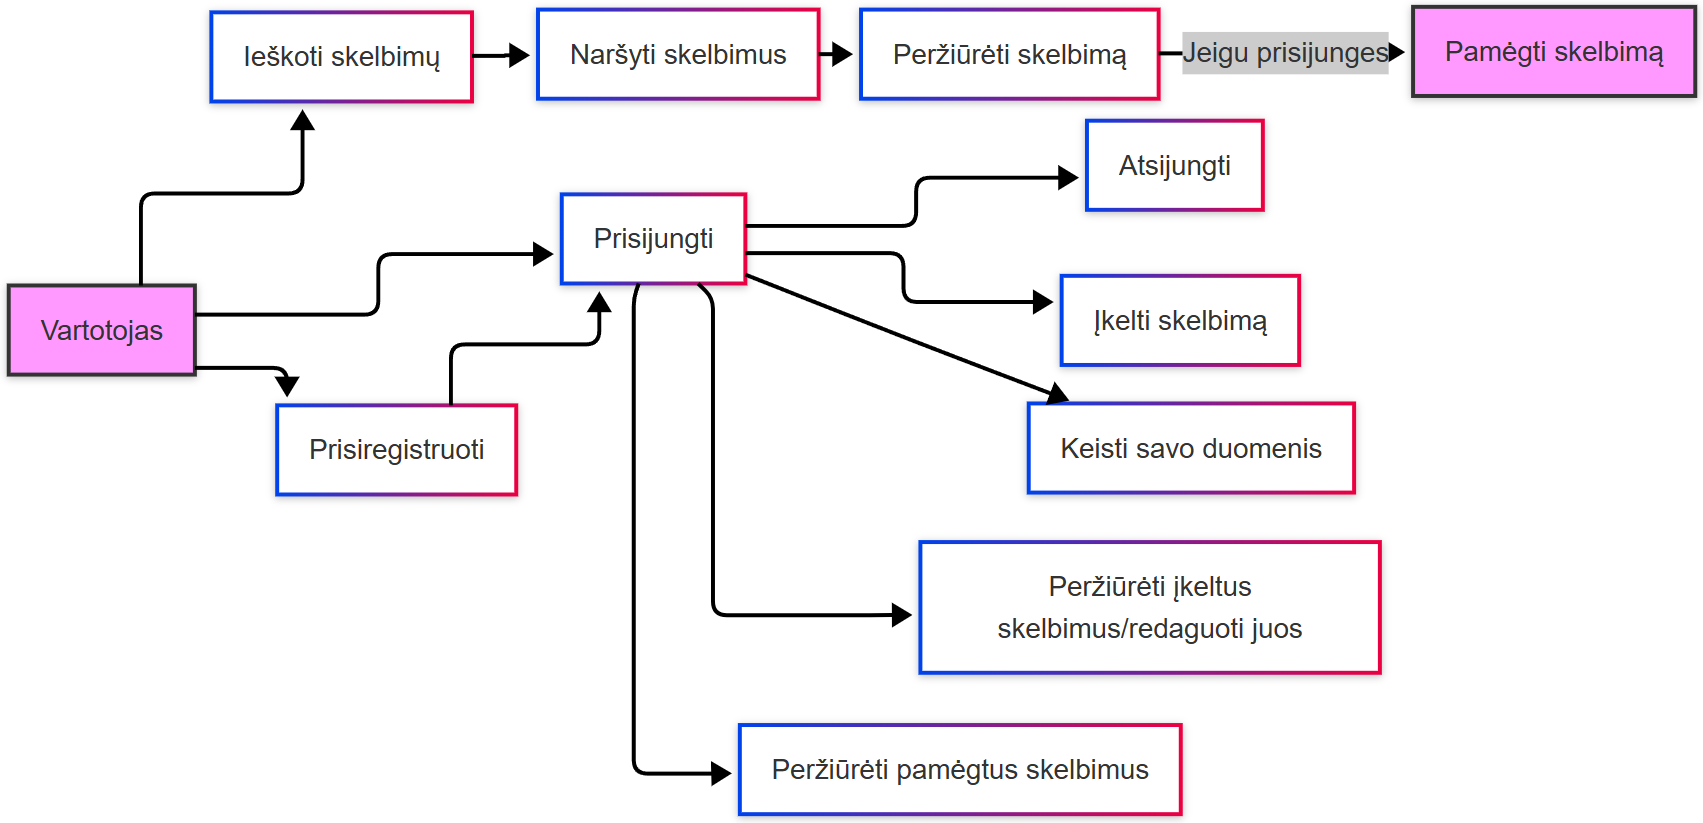 Ieškoti skelbimų
Naršyti skelbimus
Peržiūrėti skelbimą
Jeigu prisijunges
Pamėgti skelbimą
Atsijungti
Prisijungti
Įkelti skelbimą
Vartotojas
Prisiregistruoti
Keisti savo duomenis
Peržiūrėti įkeltus
skelbimus/redaguoti juos
Peržiūrėti pamėgtus skelbimus